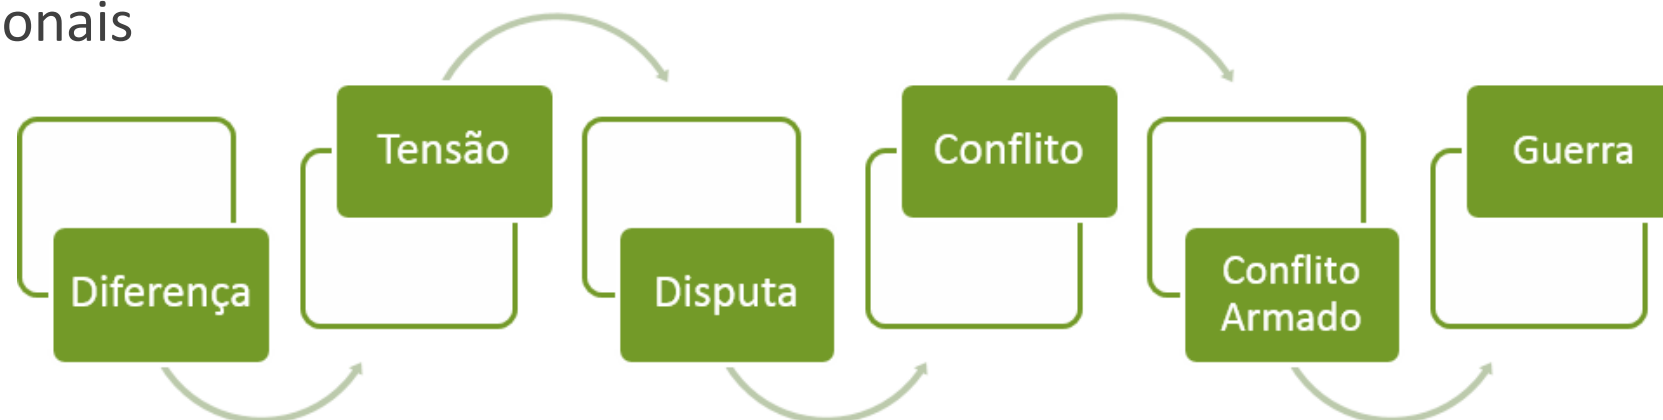 onais
Diferença
Tensão
Disputa
Conflito
Conflito
Armado
Guerra